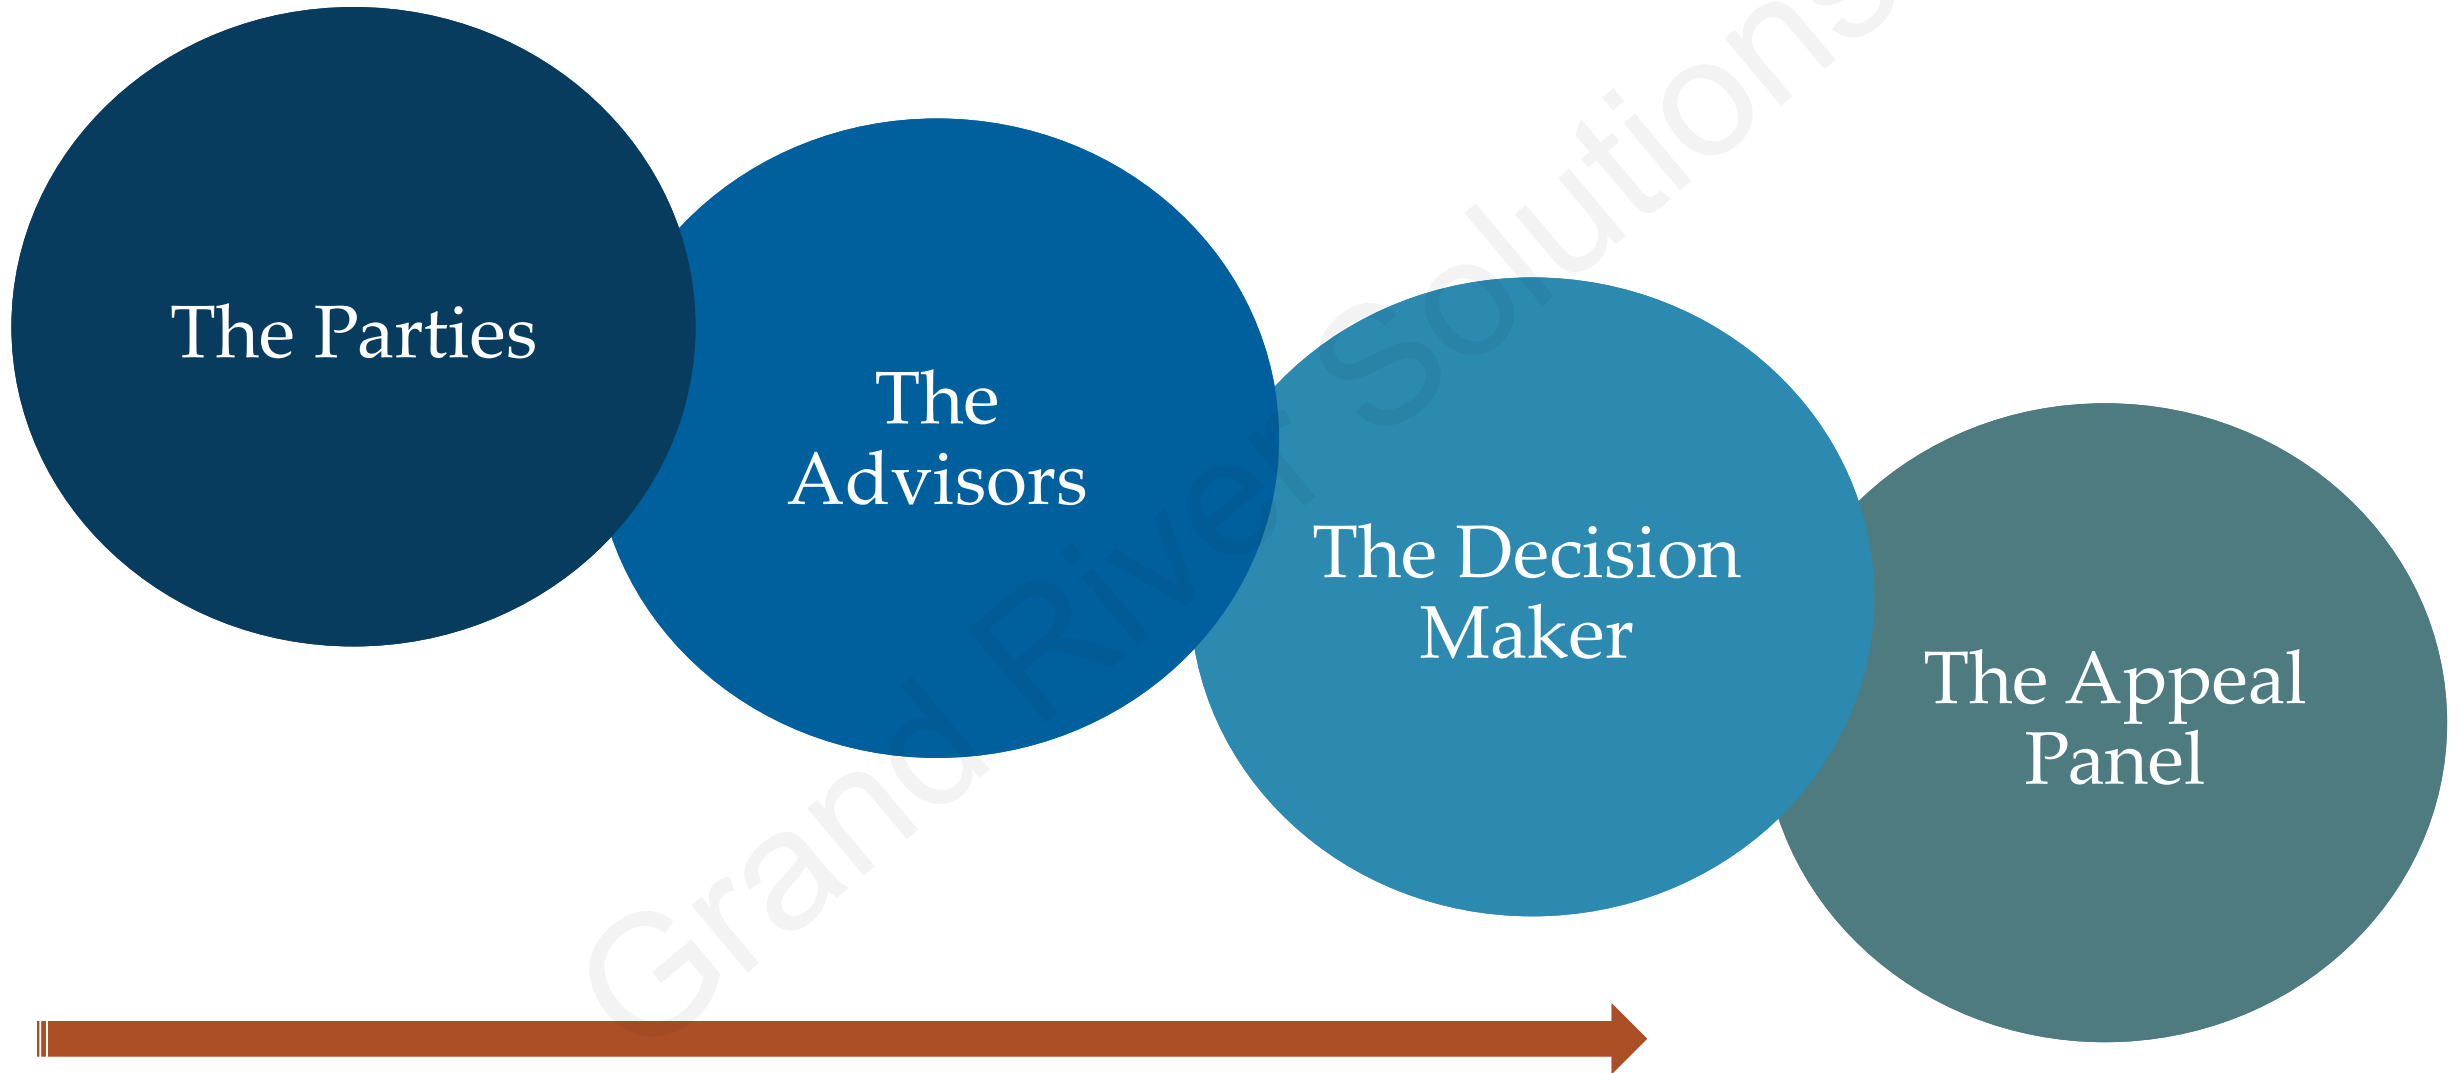 The Parties
The
Advisors
The Decision
Maker
The Appeal
Panel
Grand River Solutions